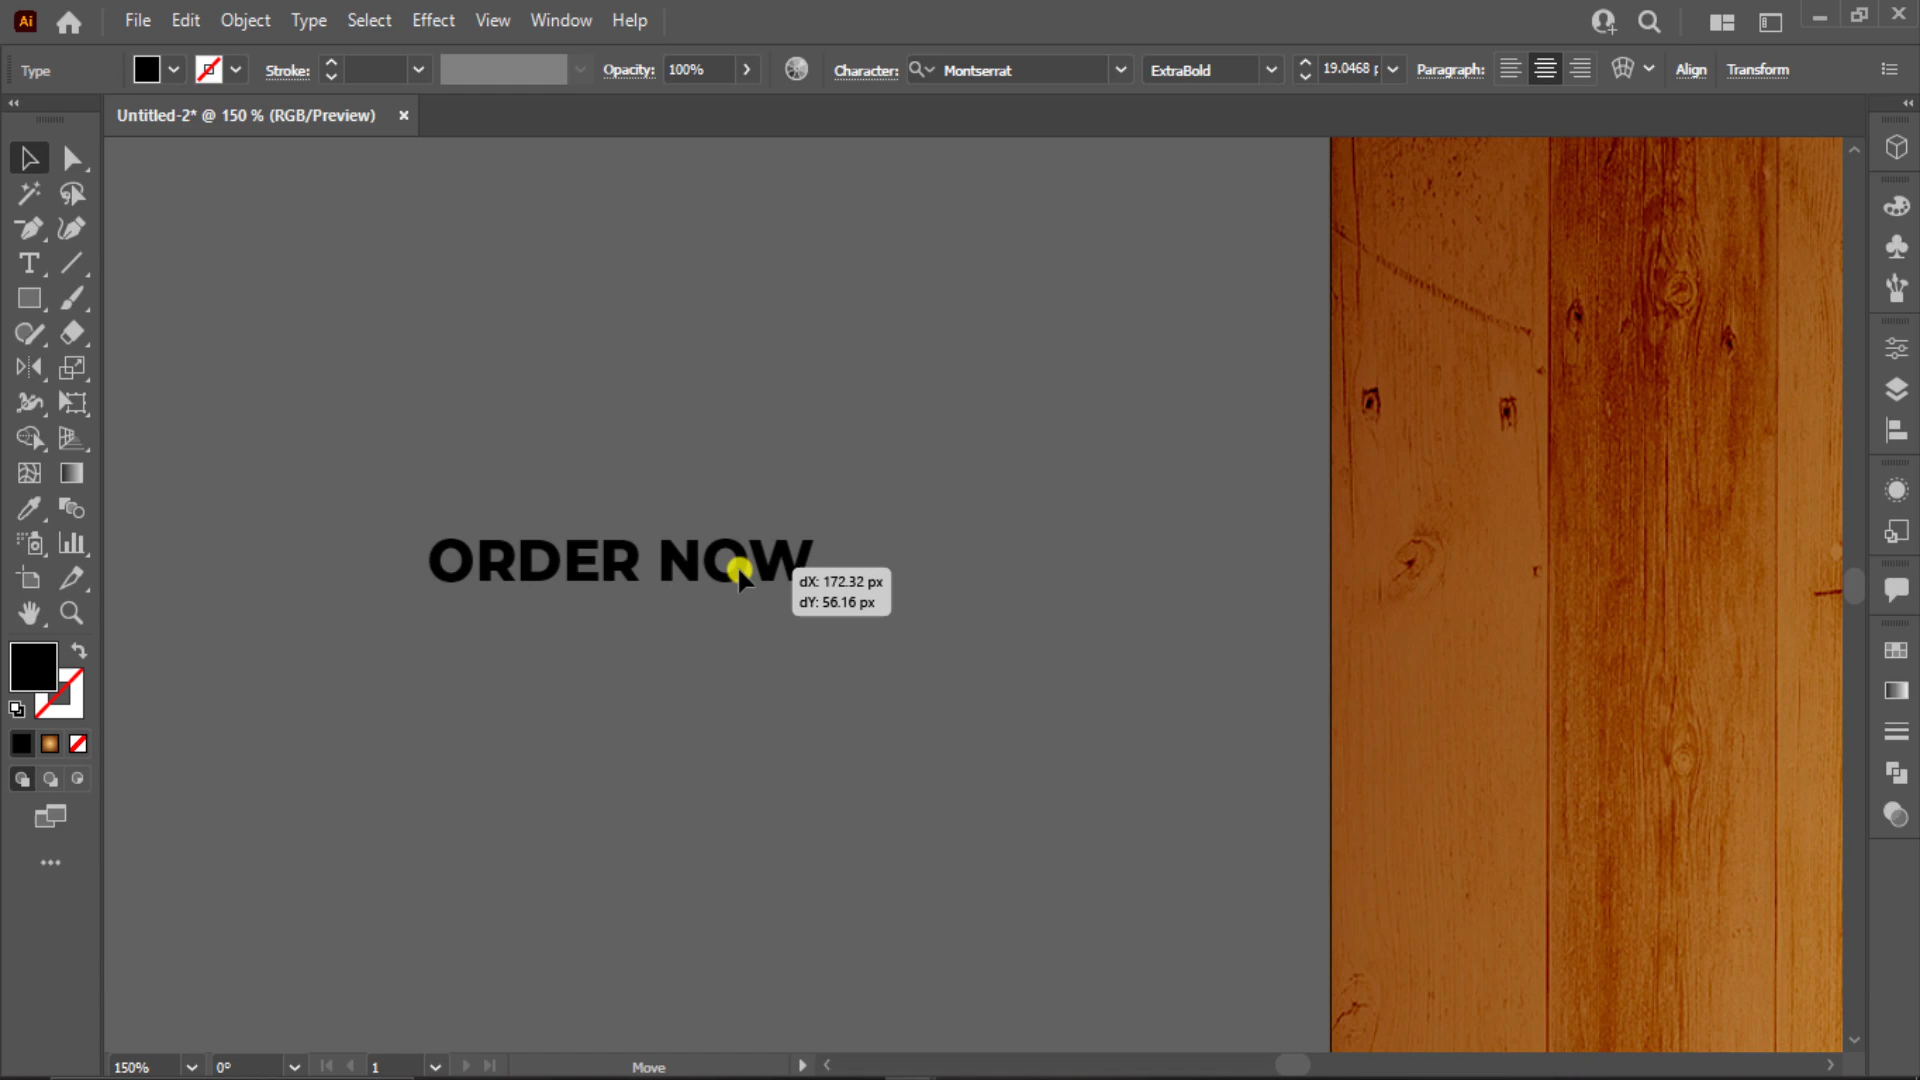 Ai File Edit Object Type Select Effect View Window Help
Type Stroke: Opacity: 100% Character: Montserrat ExtraBold 19.0468 p Paragraph: Align Transform
Untitled-2* @ 150 % (RGB/Preview)
ORDER NOW
dX: 172.32 px
dY: 56.16 px
150% 0° 1 Move